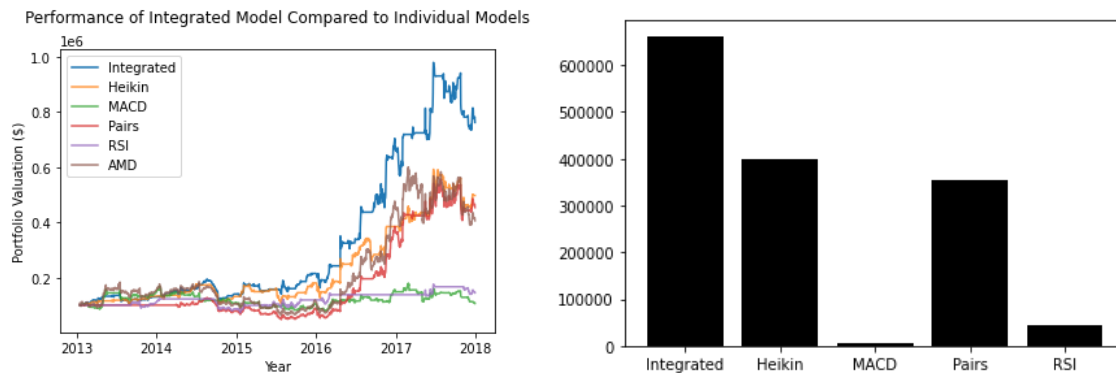 Performance of Integrated Model Compared to Individual Models
1e6
1.0
0.8
0.6
0.4
0.2
Portfolio Valuation ($)
Integrated
Heikin
MACD
Pairs
RSI
AMD
2013 2014 2015 2016 2017 2018
Year
600000
500000
400000
300000
200000
100000
0
Integrated Heikin MACD Pairs RSI